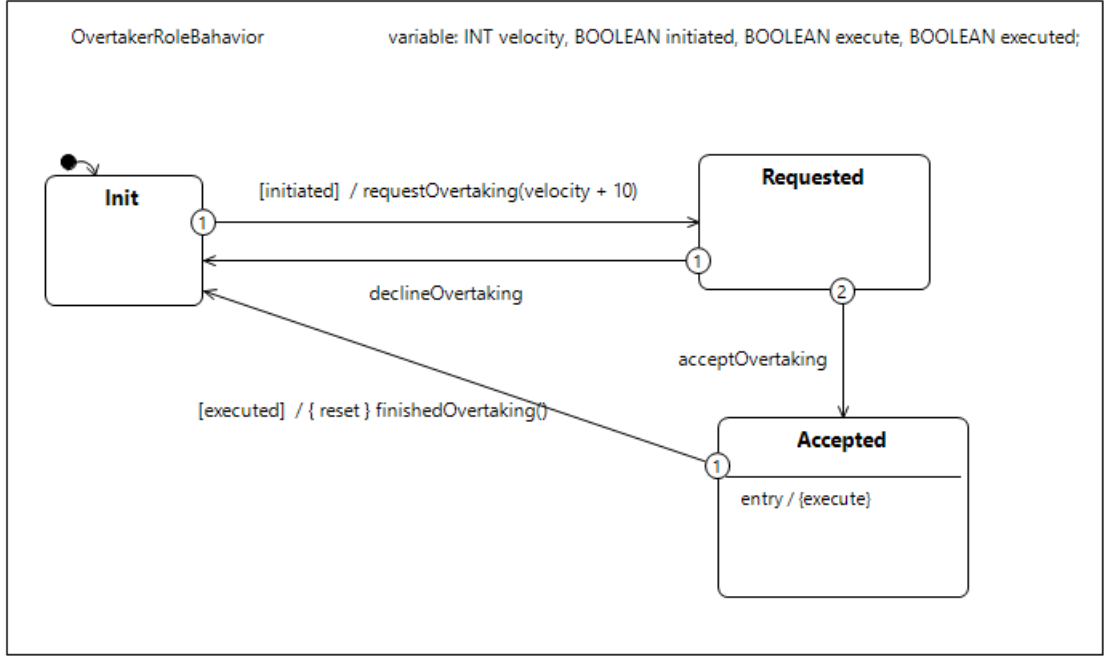 OvertakerRoleBahavior
variable: INT velocity, BOOLEAN initiated, BOOLEAN execute, BOOLEAN executed;
Init
[initiated] / requestOvertaking(velocity + 10)
Requested
1
1
declineOvertaking
2
acceptOvertaking
[executed] / { reset } finishedOvertaking()
Accepted
1
entry / {execute}